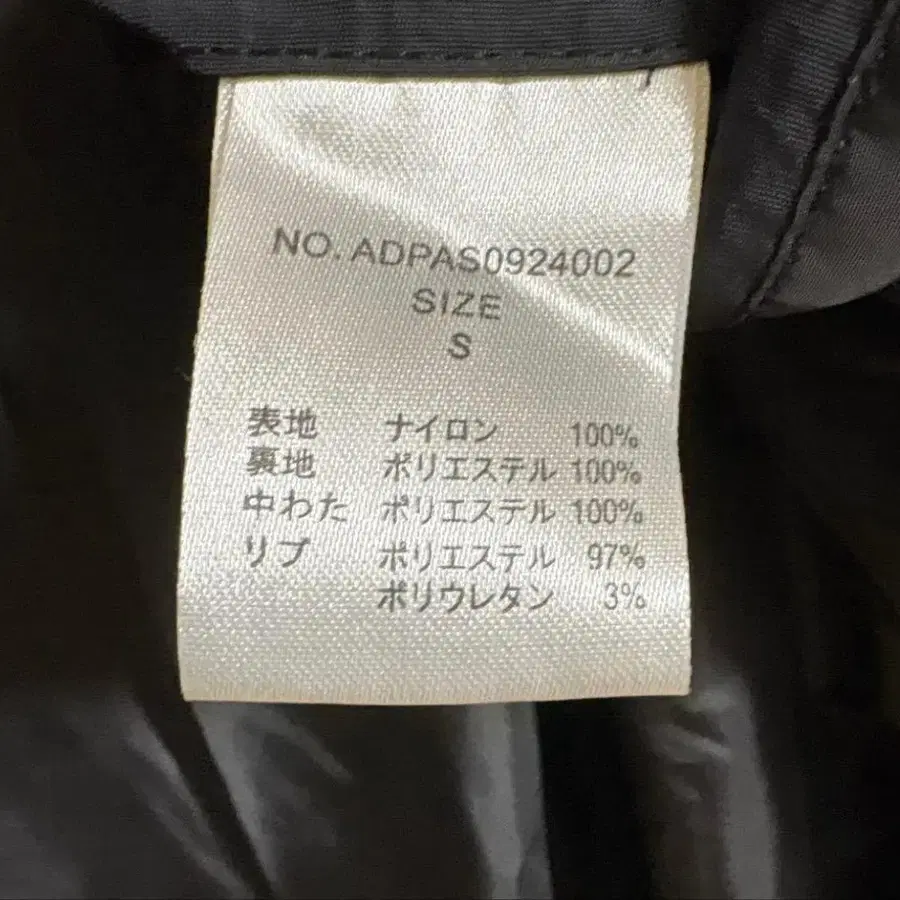 NO. ADPAS0924002
SIZE
S
表地 ナイロン 100%
裏地 ポリエステル 100%
中わた ポリエステル 100%
リブ ポリエステル 97%
ポリウレタン 3%